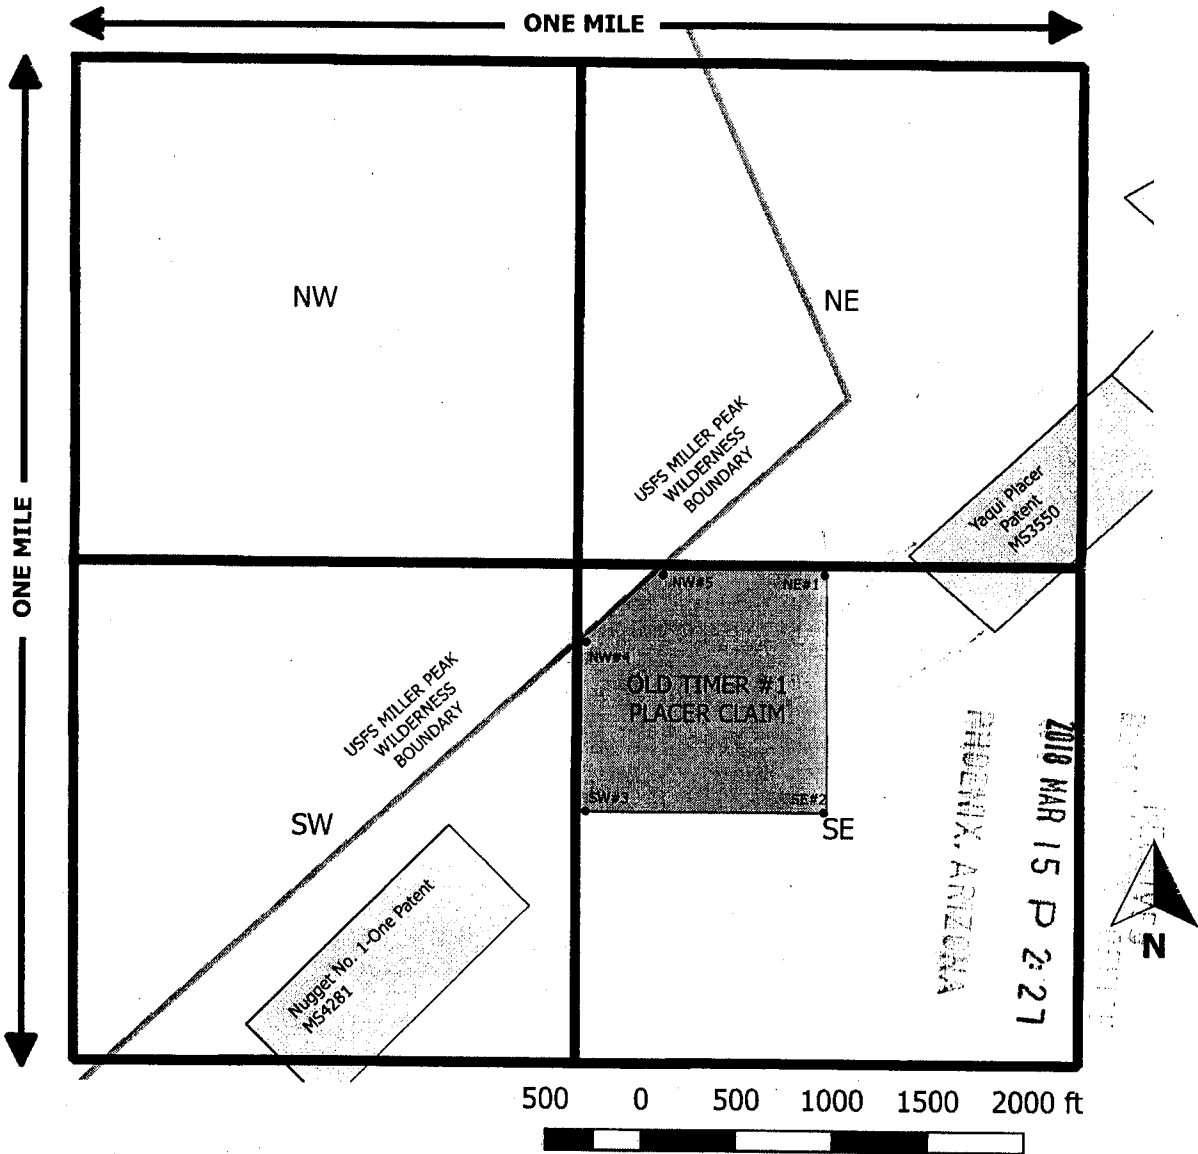 ONE MILE
ONE MILE
NW
NE
USFS MILLER PEAK
WILDERNESS
BOUNDARY
Yaqui Placer
Patent
MS3550
NW#5
NE#1
NW#4
OLD TIMER #1
PLACER CLAIM
USFS MILLER PEAK
WILDERNESS
BOUNDARY
SW#3
SE#2
SW
SE
Nugget No. 1-One Patent
MS4281
2018 MAR 15 P 2:27
PHOENIX, ARIZONA
N
500 0 500 1000 1500 2000 ft